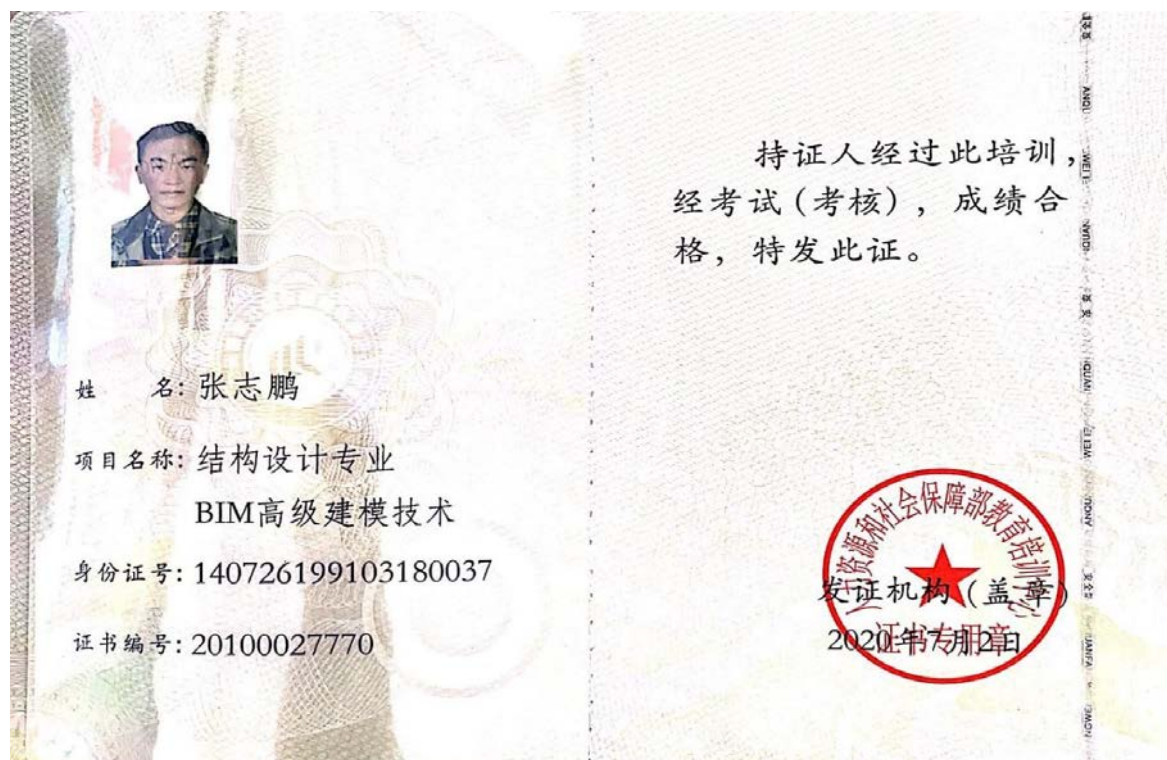 姓 名: 张志鹏
项目名称: 结构设计专业
BIM高级建模技术
身份证号: 140726199103180037
证书编号: 20100027770
持证人经过此培训，
经考试(考核)，成绩合
格，特发此证。
人力资源和社会保障部教育培训中心
发证机构(盖章)
2020年7月2日
证书专用章